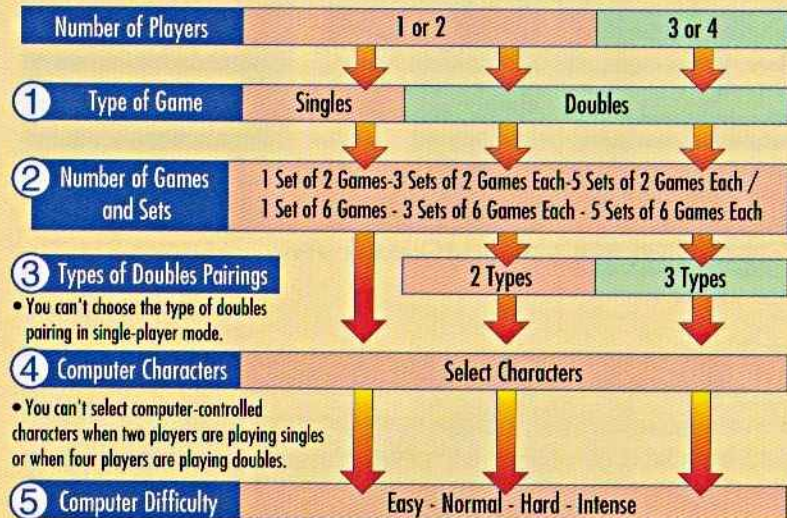 Number of Players
1 or 2
3 or 4
1 Type of Game
Singles
Doubles
2 Number of Games
and Sets
1 Set of 2 Games-3 Sets of 2 Games Each-5 Sets of 2 Games Each /
1 Set of 6 Games - 3 Sets of 6 Games Each - 5 Sets of 6 Games Each
3 Types of Doubles Pairings
2 Types
3 Types
• You can't choose the type of doubles
pairing in single-player mode.
4 Computer Characters
Select Characters
• You can't select computer-controlled
characters when two players are playing singles
or when four players are playing doubles.
5 Computer Difficulty
Easy - Normal - Hard - Intense